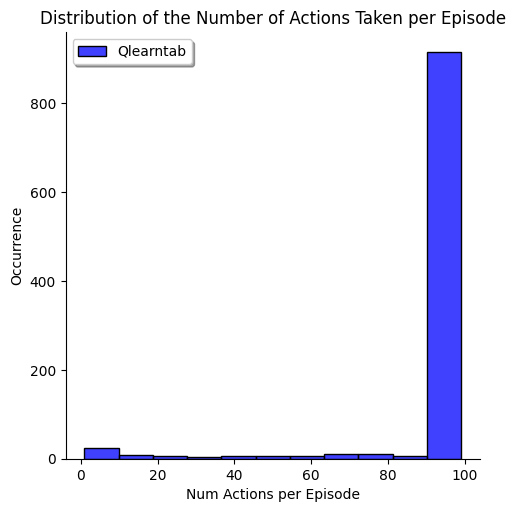 Distribution of the Number of Actions Taken per Episode
Qlearntab
800
600
400
200
0
Occurrence
0 20 40 60 80 100
Num Actions per Episode